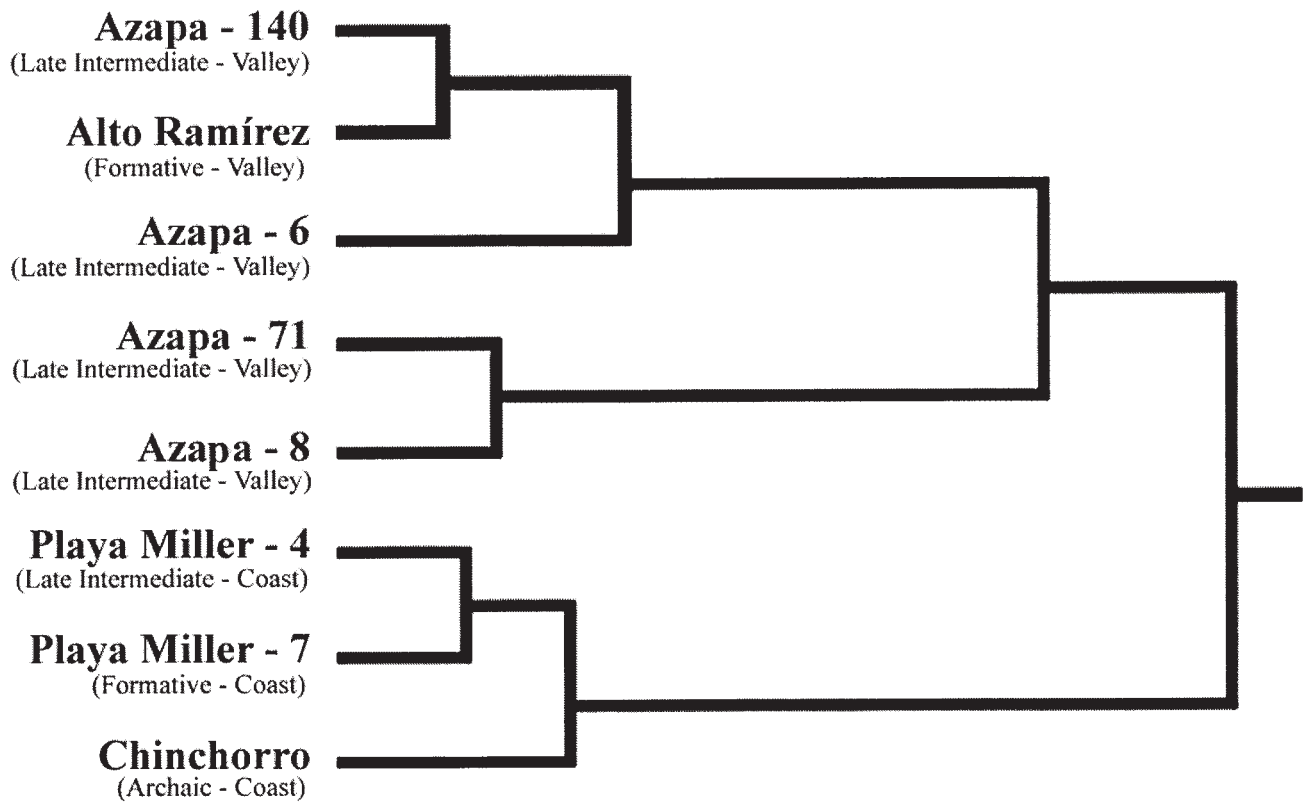 Azapa - 140
(Late Intermediate - Valley)
Alto Ramírez
(Formative - Valley)
Azapa - 6
(Late Intermediate - Valley)
Azapa - 71
(Late Intermediate - Valley)
Azapa - 8
(Late Intermediate - Valley)
Playa Miller - 4
(Late Intermediate - Coast)
Playa Miller - 7
(Formative - Coast)
Chinchorro
(Archaic - Coast)